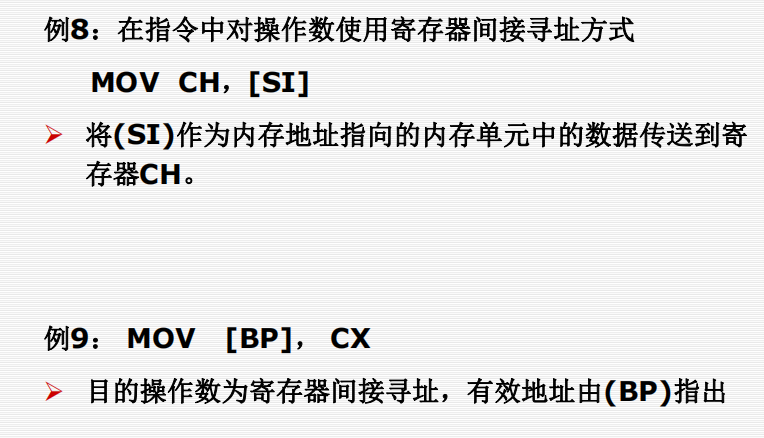 例8：在指令中对操作数使用寄存器间接寻址方式
MOV CH，[SI]
➢ 将(SI)作为内存地址指向的内存单元中的数据传送到寄
存器CH。
例9： MOV [BP]， CX
➢ 目的操作数为寄存器间接寻址，有效地址由(BP)指出